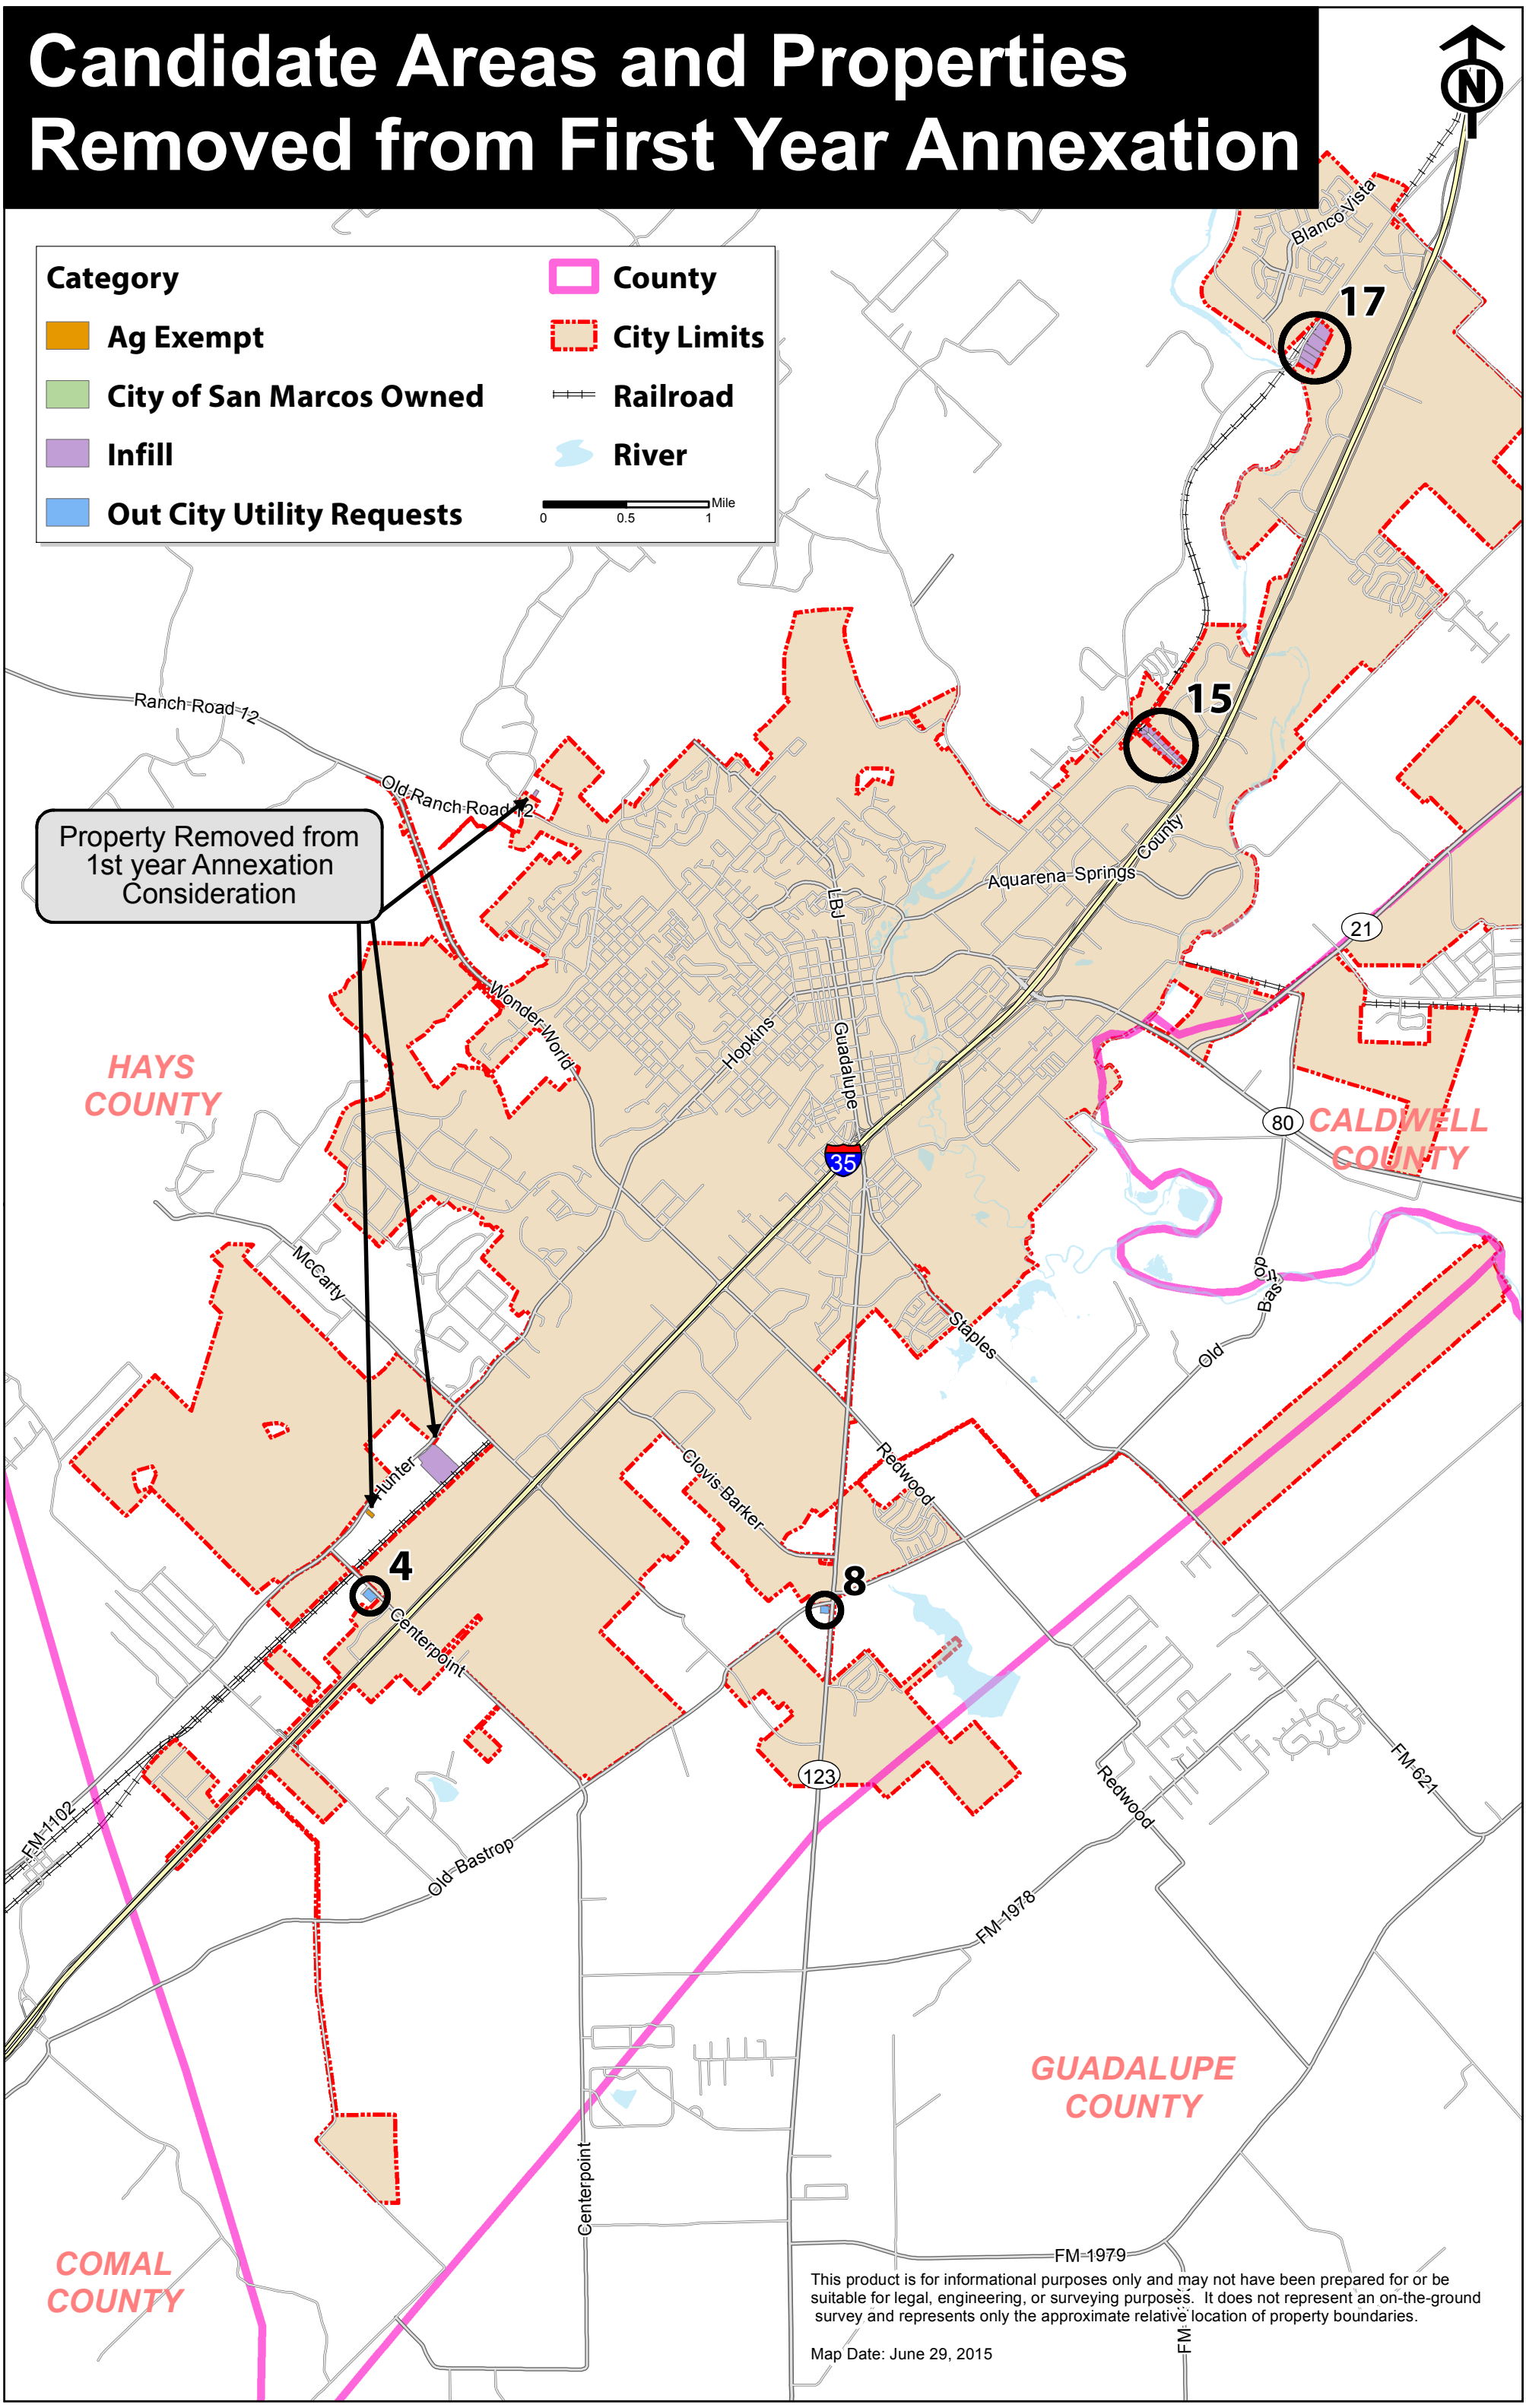 Candidate Areas and Properties
Removed from First Year Annexation
N
Category
Ag Exempt
City of San Marcos Owned
Infill
Out City Utility Requests
County
City Limits
Railroad
River
0 0.5 1 Mile
Blanco Vista
17
15
Ranch Road 12
Old Ranch Road 12
Property Removed from
1st year Annexation
Consideration
LBJ
Aquarena Springs
County
21
Wonder World
Hopkins
Guadalupe
HAYS
COUNTY
80
CALDWELL
COUNTY
35
McCarty
Old Bastrop
Staples
Hunter
Clovis Barker
Redwood
4
8
Centerpoint
123
FM 621
Redwood
FM 1102
Old Bastrop
FM 1978
GUADALUPE
COUNTY
Centerpoint
COMAL
COUNTY
FM 1979
FM
This product is for informational purposes only and may not have been prepared for or be
suitable for legal, engineering, or surveying purposes. It does not represent an on-the-ground
survey and represents only the approximate relative location of property boundaries.
Map Date: June 29, 2015